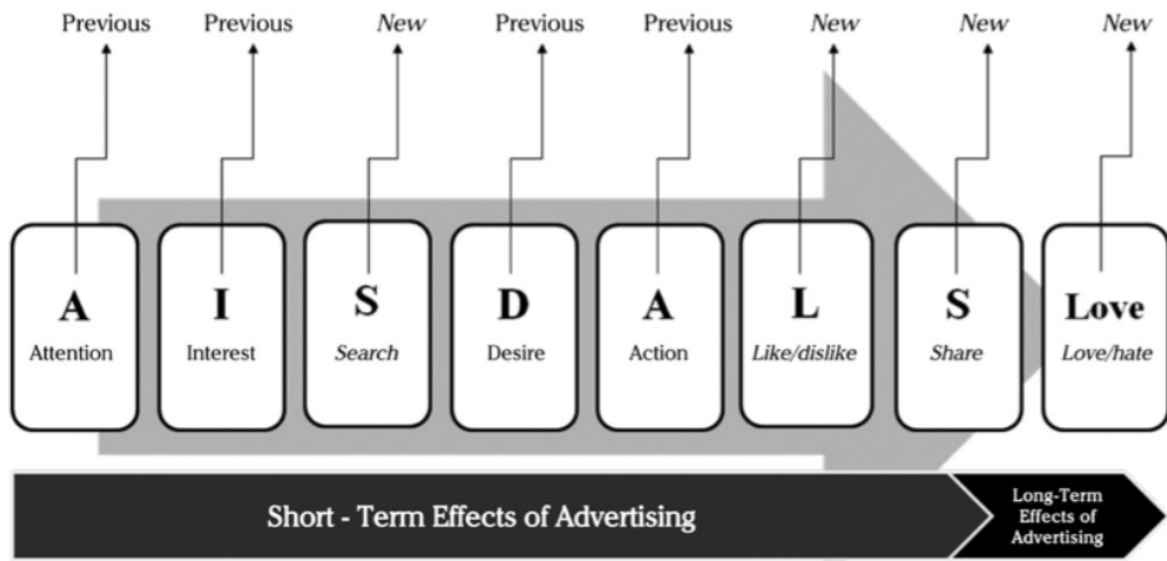 Previous Previous New Previous Previous New New New
A I S D A L S Love
Attention Interest Search Desire Action Like/dislike Share Love/hate
Short - Term Effects of Advertising
Long-Term
Effects of
Advertising